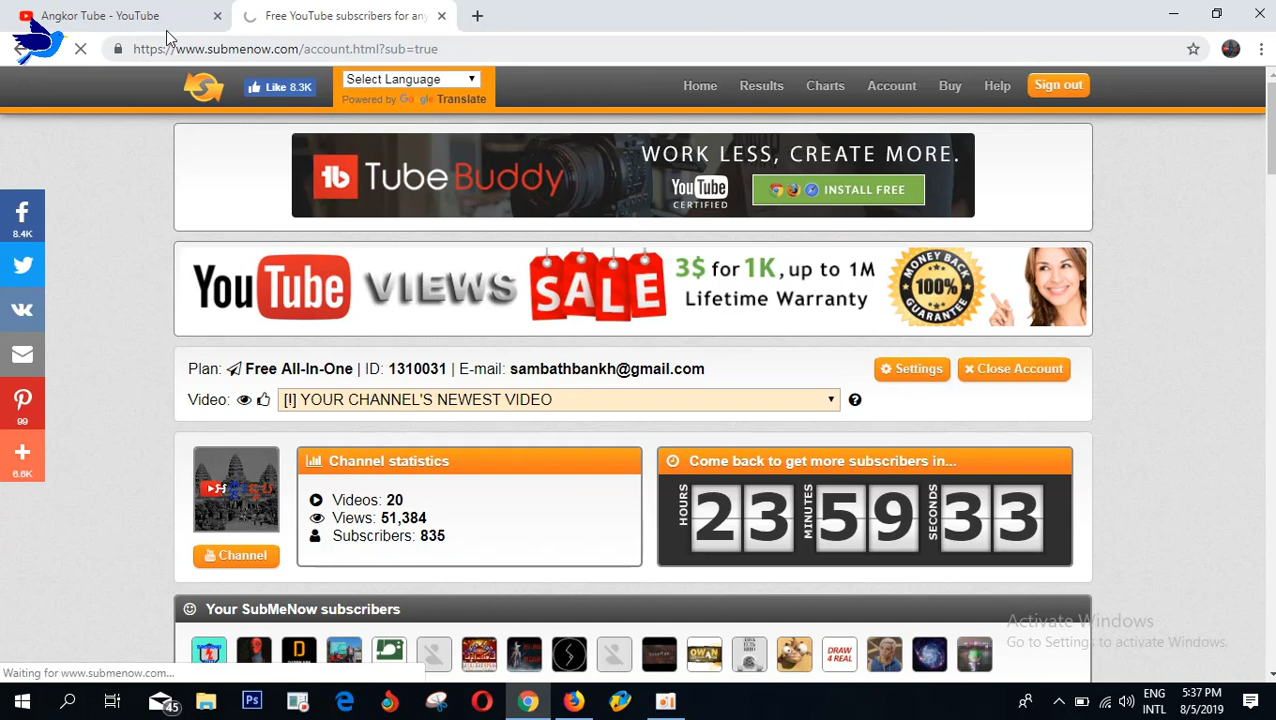 Angkor Tube - YouTube
Free YouTube subscribers for any
https://www.submenow.com/account.html?sub=true
Like 8.3K
Select Language
Powered by Google Translate
Home Results Charts Account Buy Help Sign out
TubeBuddy
WORK LESS, CREATE MORE.
YouTube
CERTIFIED
INSTALL FREE
YouTube VIEWS SALE
3$ for 1K, up to 1M
Lifetime Warranty
MONEY BACK
100%
GUARANTEE
8.4K
99
6.6K
Plan: Free All-In-One | ID: 1310031 | E-mail: sambathbankh@gmail.com
Settings
Close Account
Video: [!] YOUR CHANNEL'S NEWEST VIDEO
Channel statistics
Videos: 20
Views: 51,384
Subscribers: 835
Channel
Come back to get more subscribers in...
HOURS 23 MINUTES 59 SECONDS 33
Your SubMeNow subscribers
OWAN
DRAW
4 REAL
Activate Windows
Go to Settings to activate Windows.
Waiting for www.submenow.com...
45
Ps
ENG
INTL
5:37 PM
8/5/2019